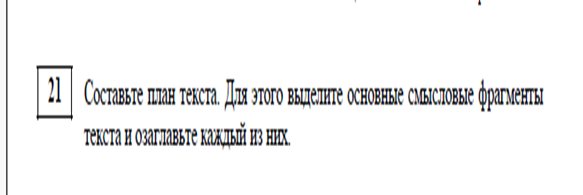 21 Составьте план текста. Для этого выделите основные смысловые фрагменты
текста и озаглавьте каждый из них.